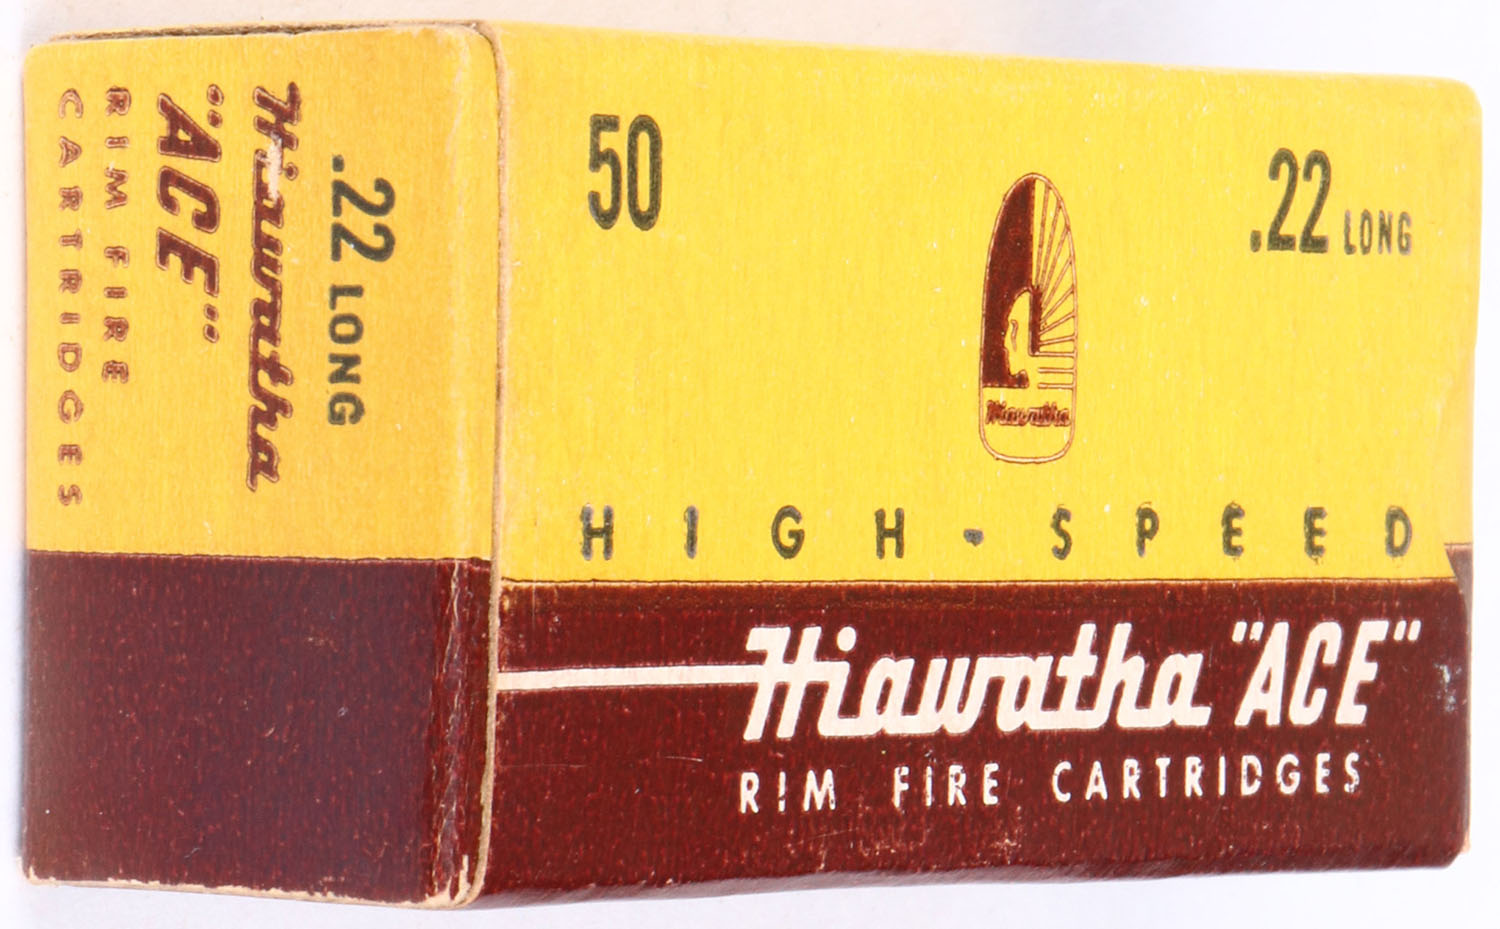 .22 LONG
Hiawatha
"ACE"
RIM FIRE
CARTRIDGES
50
.22 LONG
Hiawatha
HIGH-SPEED
Hiawatha "ACE"
RIM FIRE CARTRIDGES